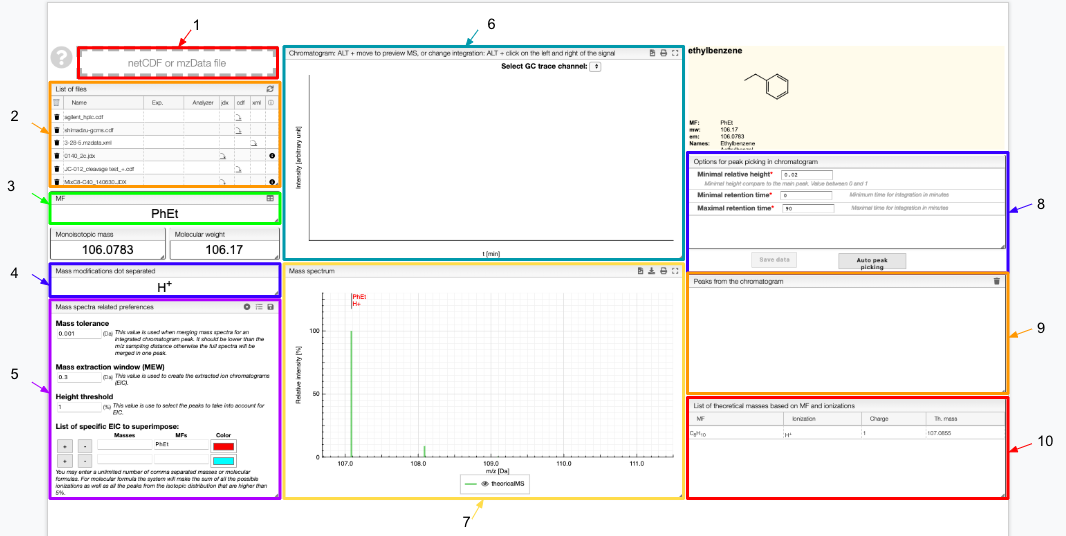 1
6
netCDF or mzData file
2
List of files
Name Exp. Analyzer jdx cdf xml
agilent_hplc.cdf
shimadzu-gcms.cdf
3-28-5.mzdata.xml
0140_2c.jdx
JC-012_cleavage test_+.cdf
MixC8-C40_140630.JDX
3
MF
PhEt
Monoisotopic mass Molecular weight
106.0783 106.17
4
Mass modifications dot separated
H+
5
Mass spectra related preferences
Mass tolerance
0.001 (Da) This value is used when merging mass spectra for an
integrated chromatogram peak. It should be lower than the
m/z sampling distance otherwise the full spectra will be
merged in one peak.
Mass extraction window (MEW)
0.3 (Da) This value is used to create the extracted ion chromatograms
(EIC).
Height threshold
1 (%) This value is use to select the peaks to take into account for
EIC.
List of specific EIC to superimpose:
Masses MFs Color
+ - PhEt
+ -
You may enter a unlimited number of comma separated masses or molecular
formulas. For molecular formula the system will make the sum of all the possible
ionizations as well as all the peaks from the isotopic distribution that are higher than
5%.
Chromatogram: ALT + move to preview MS, or change integration: ALT + click on the left and right of the signal
Select GC trace channel:
Intensity [arbitrary unit]
t [min]
Mass spectrum
PhEt
H+
Relative intensity [%]
100
50
0
107.0 108.0 109.0 110.0 111.0
m/z [Da]
theoricalMS
7
ethylbenzene
MF: PhEt
mw: 106.17
em: 106.0783
Names: Ethylbenzene
8
Options for peak picking in chromatogram
Minimal relative height* 0.02
Minimal height compare to the main peak. Value between 0 and 1
Minimal retention time* 0 Minimum time for integration in minutes
Maximal retention time* 90 Maximal time for integration in minutes
Save data Auto peak
picking
9
Peaks from the chromatogram
10
List of theoretical masses based on MF and ionizations
MF Ionization Charge Th. mass
C8H10 H+ 1 107.0855